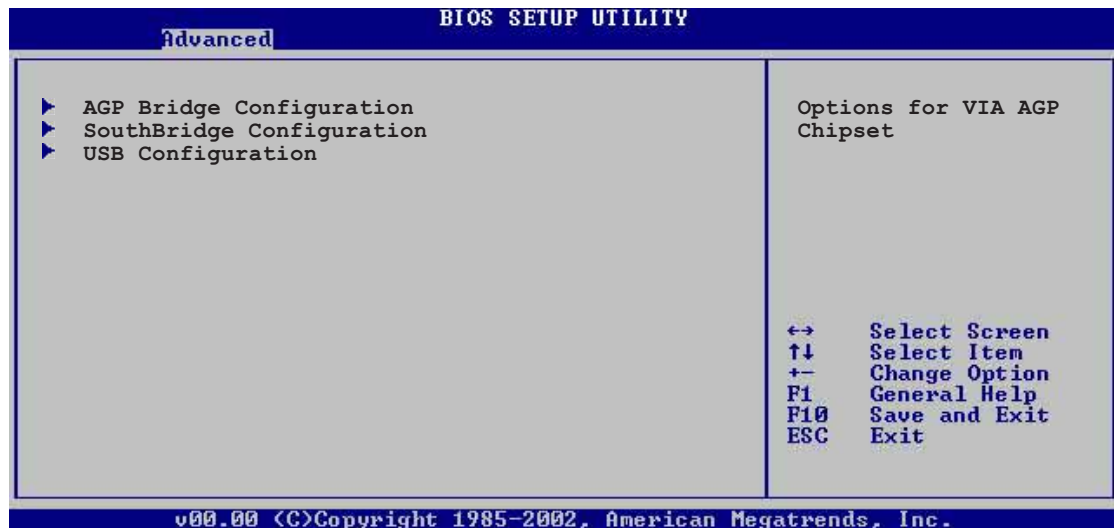 BIOS SETUP UTILITY
Advanced
AGP Bridge Configuration
SouthBridge Configuration
USB Configuration
Options for VIA AGP
Chipset
←→ Select Screen
↑↓ Select Item
+- Change Option
F1 General Help
F10 Save and Exit
ESC Exit
v00.00 (C)Copyright 1985-2002, American Megatrends, Inc.